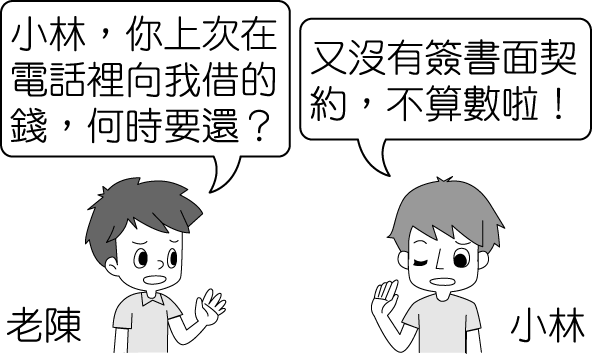 小林，你上次在
電話裡向我借的
錢，何時要還？
又沒有簽書面契
約，不算數啦！
老陳
小林